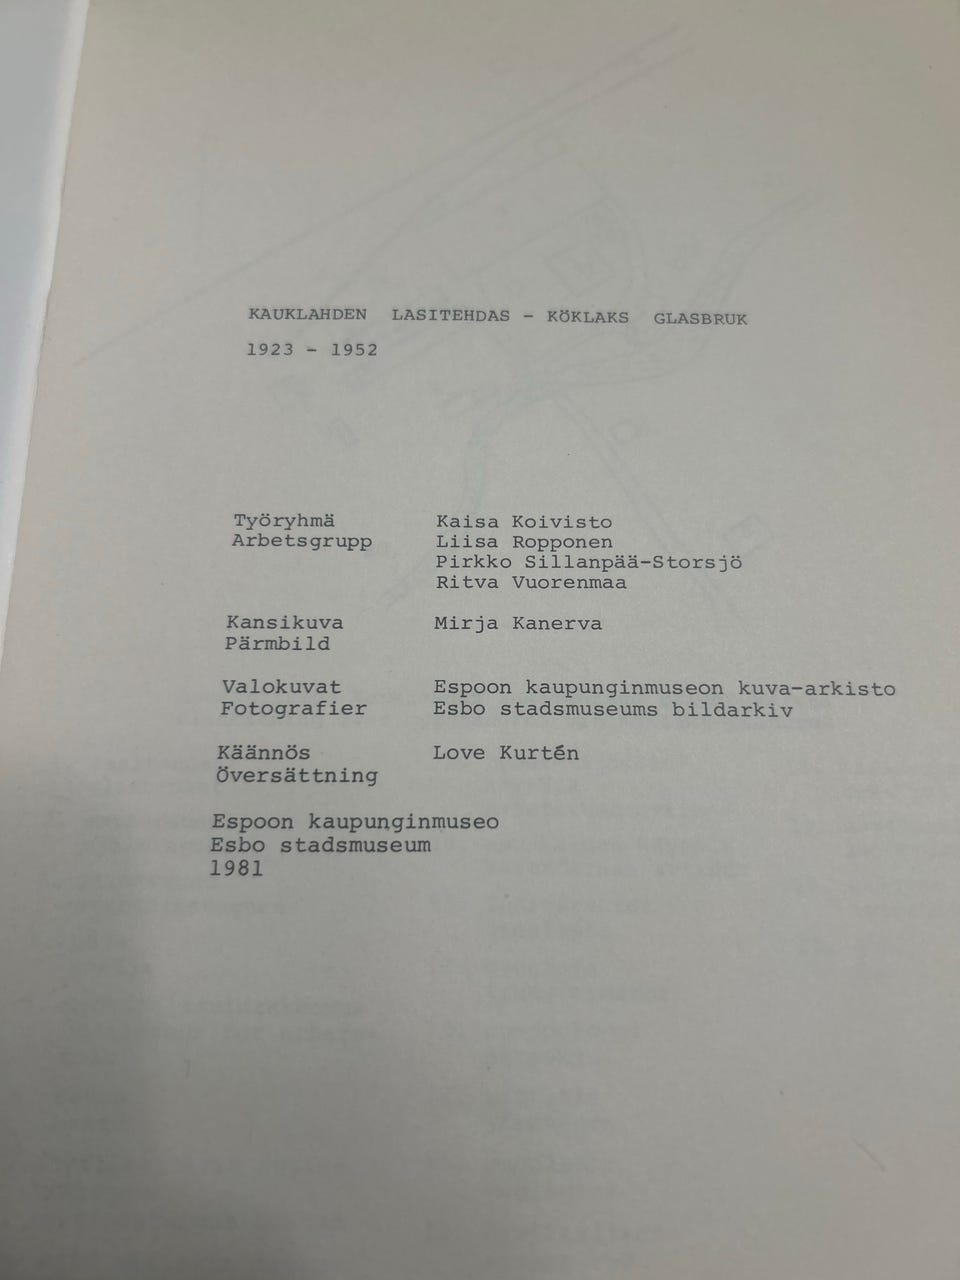 KAUKLAHDEN LASITEHDAS - KÖKLAKS GLASBRUK
1923 - 1952
Työryhmä Kaisa Koivisto
Arbetsgrupp Liisa Ropponen
Pirkko Sillanpää-Storsjö
Ritva Vuorenmaa
Kansikuva Mirja Kanerva
Pärmbild
Valokuvat Espoon kaupunginmuseon kuva-arkisto
Fotografier Esbo stadsmuseums bildarkiv
Käännös Love Kurtén
Översättning
Espoon kaupunginmuseo
Esbo stadsmuseum
1981